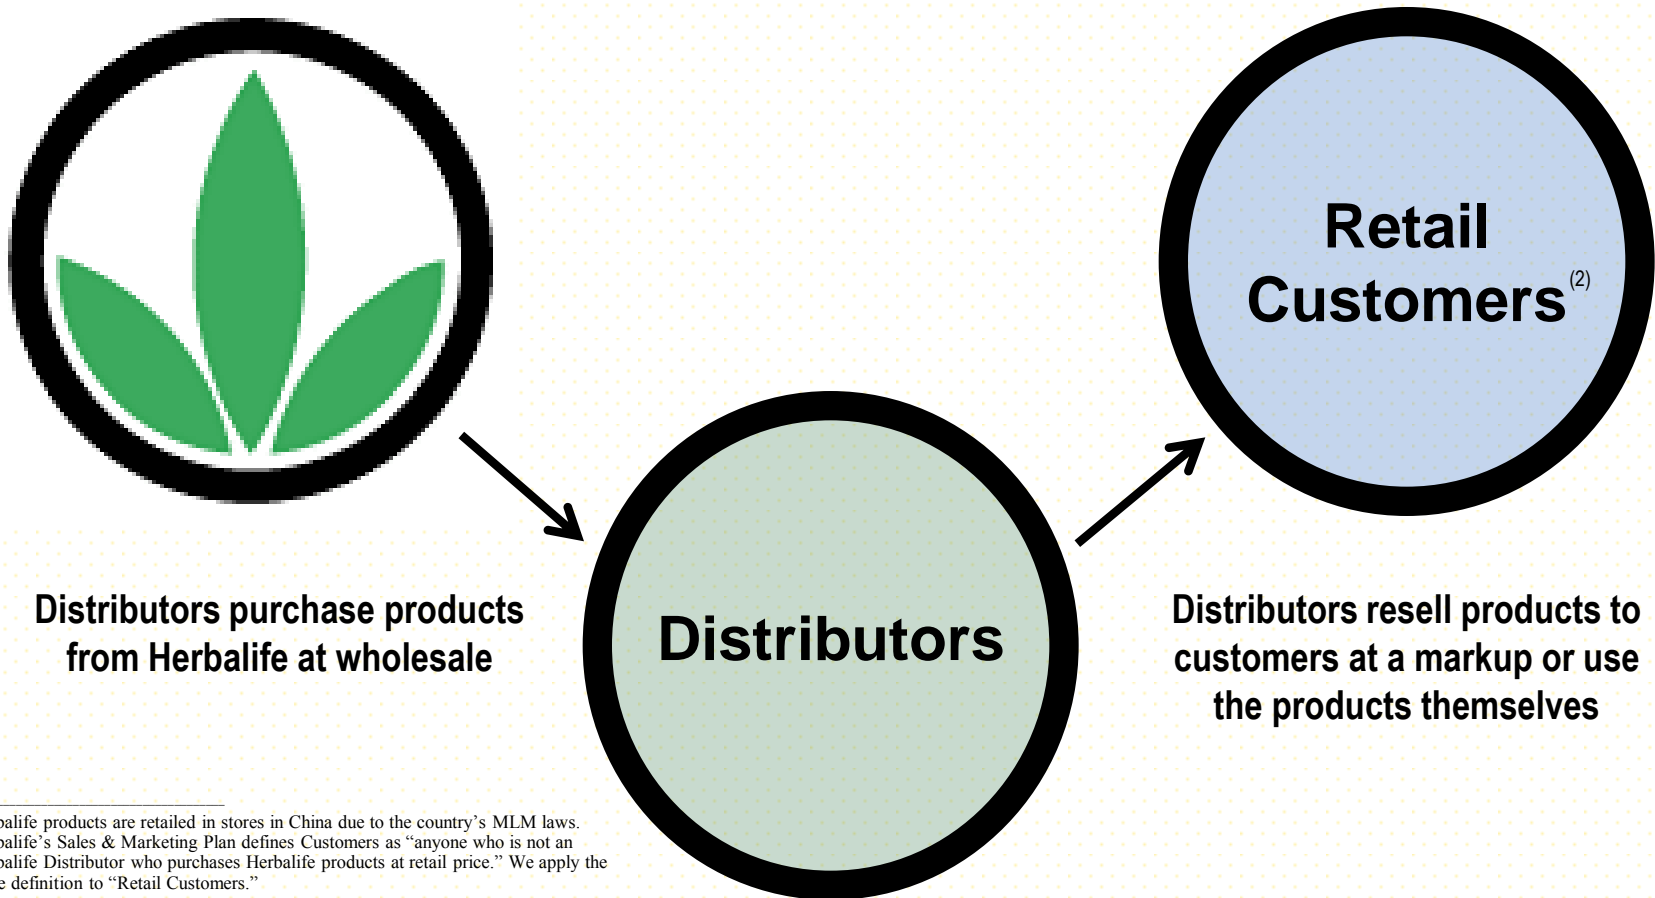 Retail
Customers(2)
Distributors purchase products
from Herbalife at wholesale
Distributors
Distributors resell products to
customers at a markup or use
the products themselves
products are retailed in stores in China due to the country’s MLM laws.
Sales & Marketing Plan defines Customers as “anyone who is not an
Distributor who purchases Herbalife products at retail price.” We apply the
definition to “Retail Customers.”